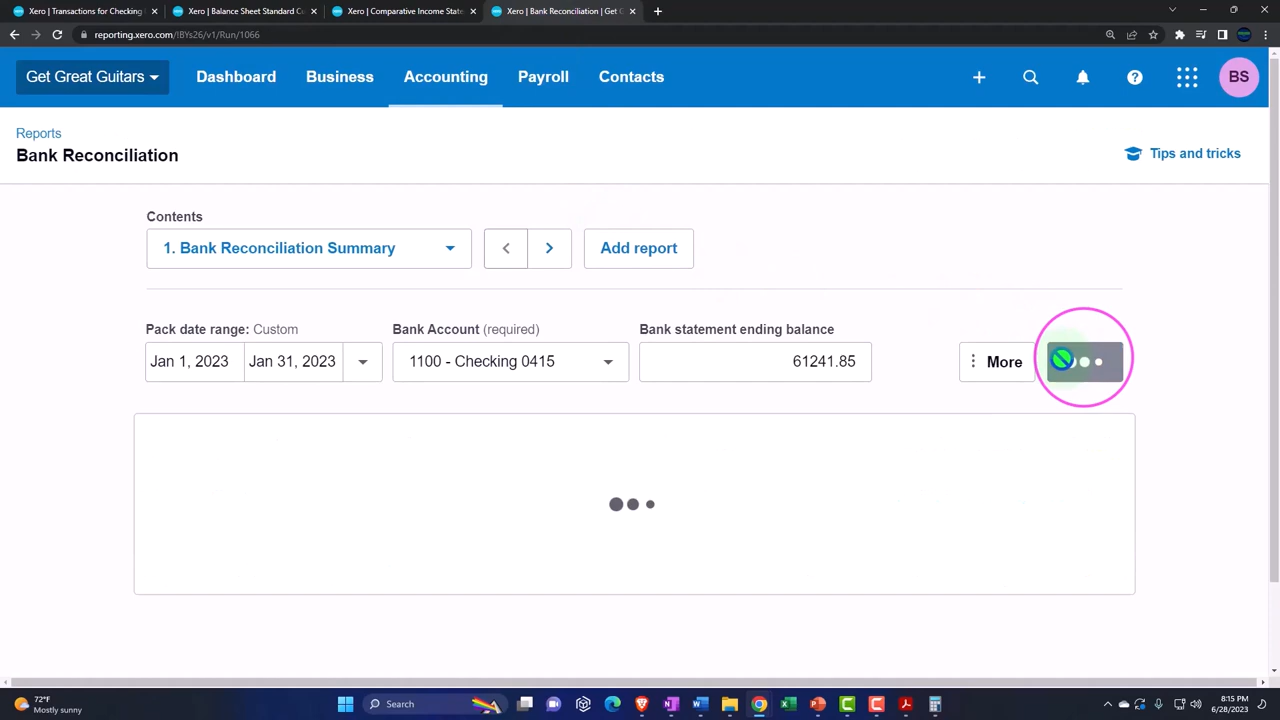 Xero | Transactions for Checking
Xero | Balance Sheet Standard C
Xero | Comparative Income State
Xero | Bank Reconciliation | Get G
reporting.xero.com/!BYs26/v1/Run/1066
Get Great Guitars
Dashboard
Business
Accounting
Payroll
Contacts
BS
Reports
Bank Reconciliation
Tips and tricks
Contents
1. Bank Reconciliation Summary
Add report
Pack date range: Custom
Bank Account (required)
Bank statement ending balance
Jan 1, 2023
Jan 31, 2023
1100 - Checking 0415
61241.85
More
72°F
Mostly sunny
Search
8:15 PM
6/28/2023